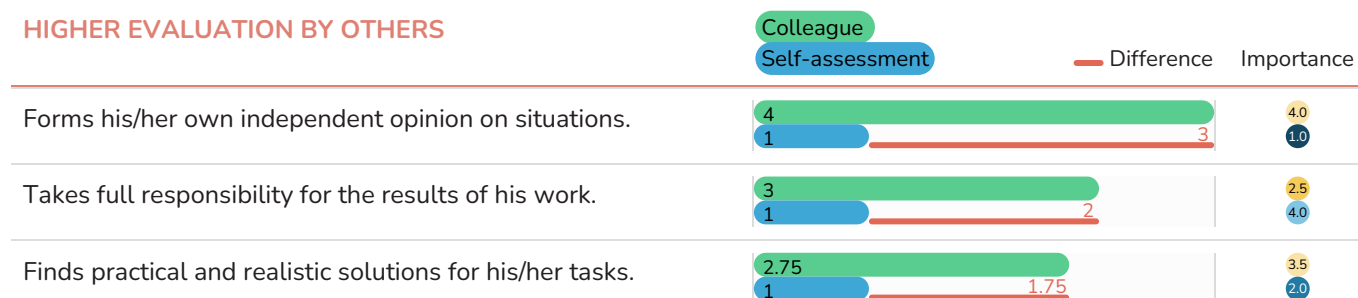 HIGHER EVALUATION BY OTHERS
Colleague
Self-assessment
Difference
Importance
Forms his/her own independent opinion on situations.
4
1
3
4.0
1.0
Takes full responsibility for the results of his work.
3
1
2
2.5
4.0
Finds practical and realistic solutions for his/her tasks.
2.75
1
1.75
3.5
2.0